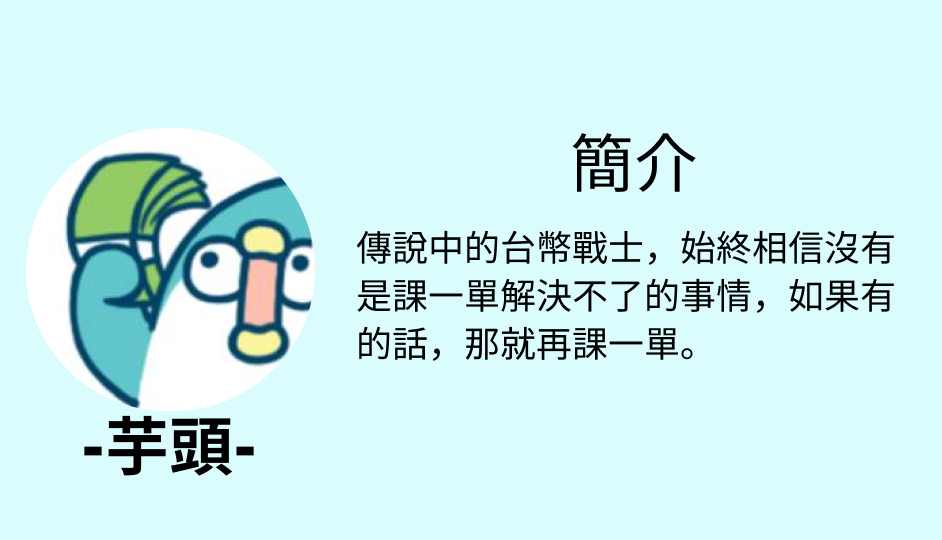 簡介
傳說中的台幣戰士，始終相信沒有
是課一單解決不了的事情，如果有
的話，那就再課一單。
-芋頭-